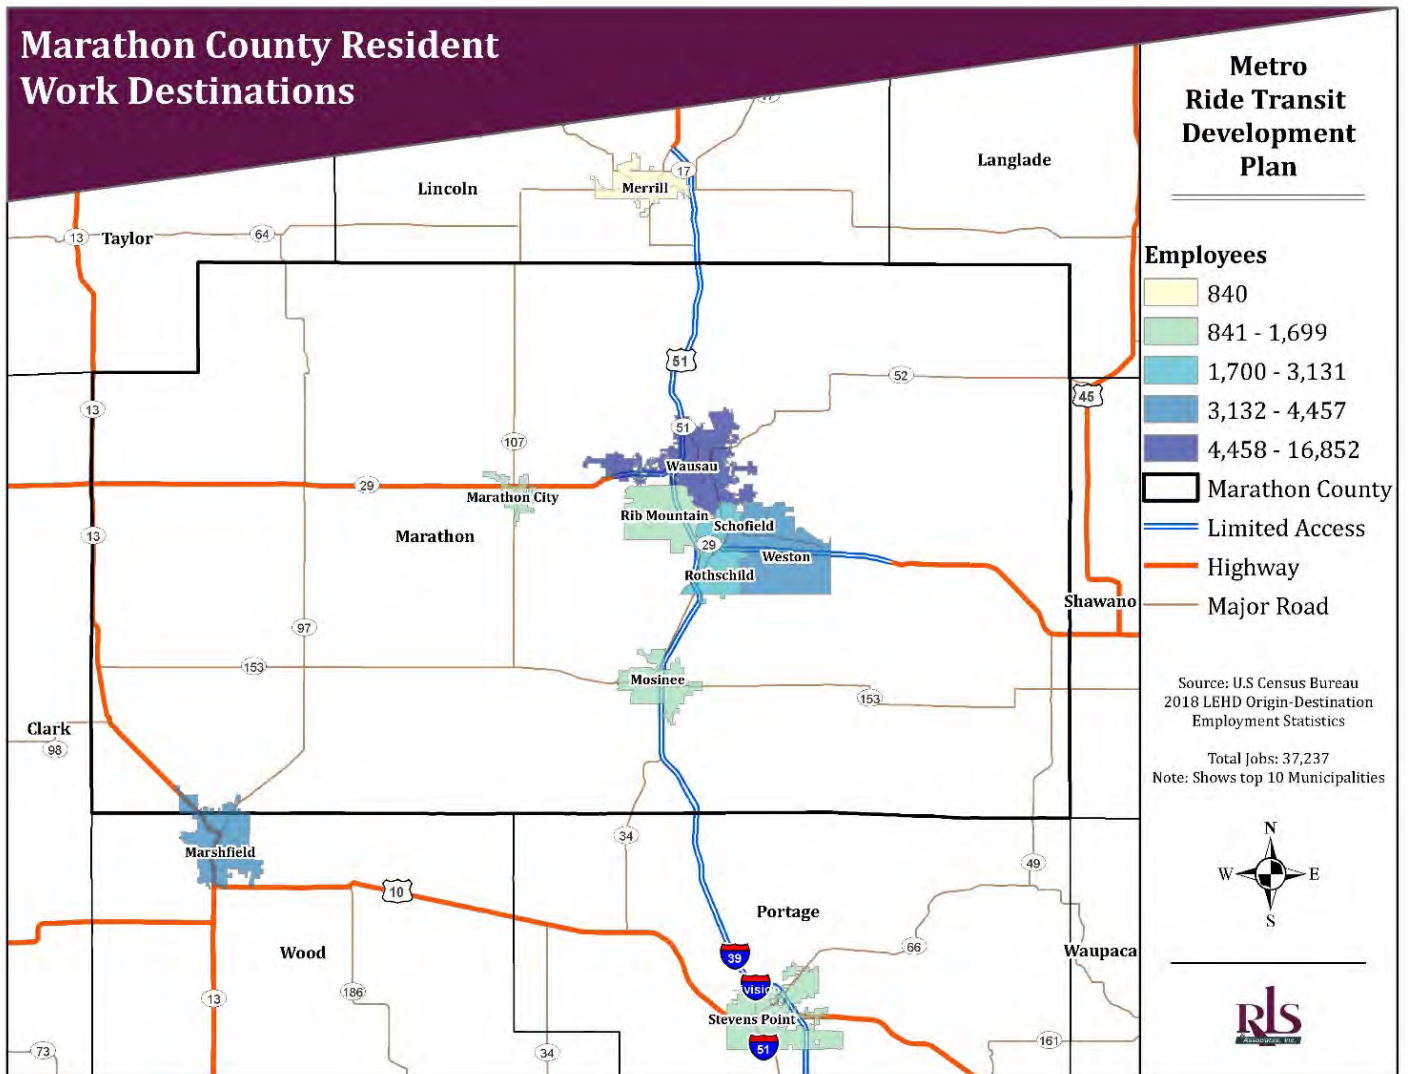 Marathon County Resident
Work Destinations
Metro
Ride Transit
Development
Plan
Employees
840
841 - 1,699
1,700 - 3,131
3,132 - 4,457
4,458 - 16,852
Marathon County
Limited Access
Highway
Major Road
Source: U.S Census Bureau
2018 LEHD Origin-Destination
Employment Statistics
Total Jobs: 37,237
Note: Shows top 10 Municipalities
N
W
E
S
RLS
& Associates, Inc.
Langlade
17
Lincoln
Merrill
13
Taylor
64
51
52
45
13
51
107
Wausau
29
Marathon City
Rib Mountain
Schofield
13
Marathon
29
Weston
Rothschild
Shawano
97
153
Mosinee
153
Clark
98
34
Marshfield
49
10
Portage
66
Wood
39
Waupaca
visio
186
13
Stevens Point
73
34
51
161